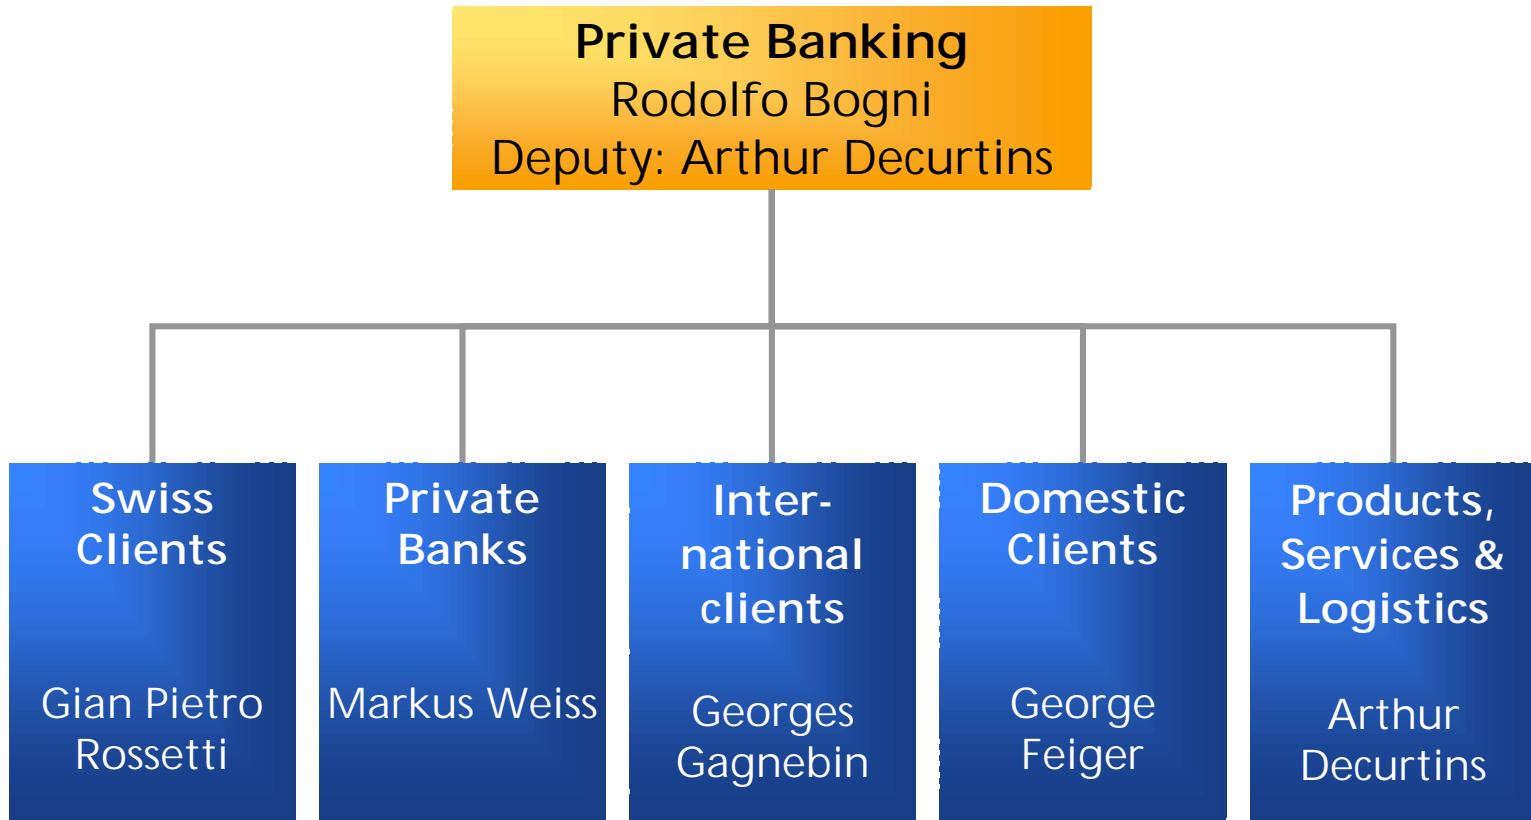 Private Banking
Rodolfo Bogni
Deputy: Arthur Decurtins
Swiss
Clients
Gian Pietro
Rossetti
Private
Banks
Markus Weiss
Inter-
national
clients
Georges
Gagnebin
Domestic
Clients
George
Feiger
Products,
Services &
Logistics
Arthur
Decurtins